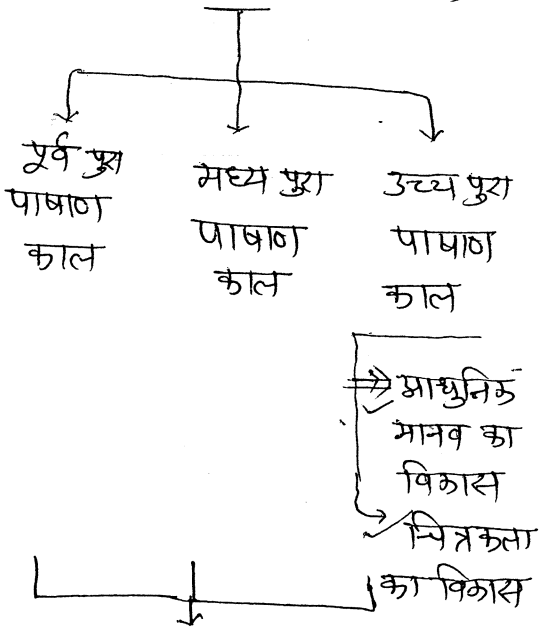 पूर्व पुरा
पाषाण
काल
मध्य पुरा
पाषाण
काल
उच्च पुरा
पाषाण
काल
आधुनिक
मानव का
विकास
चित्रकला
का विकास